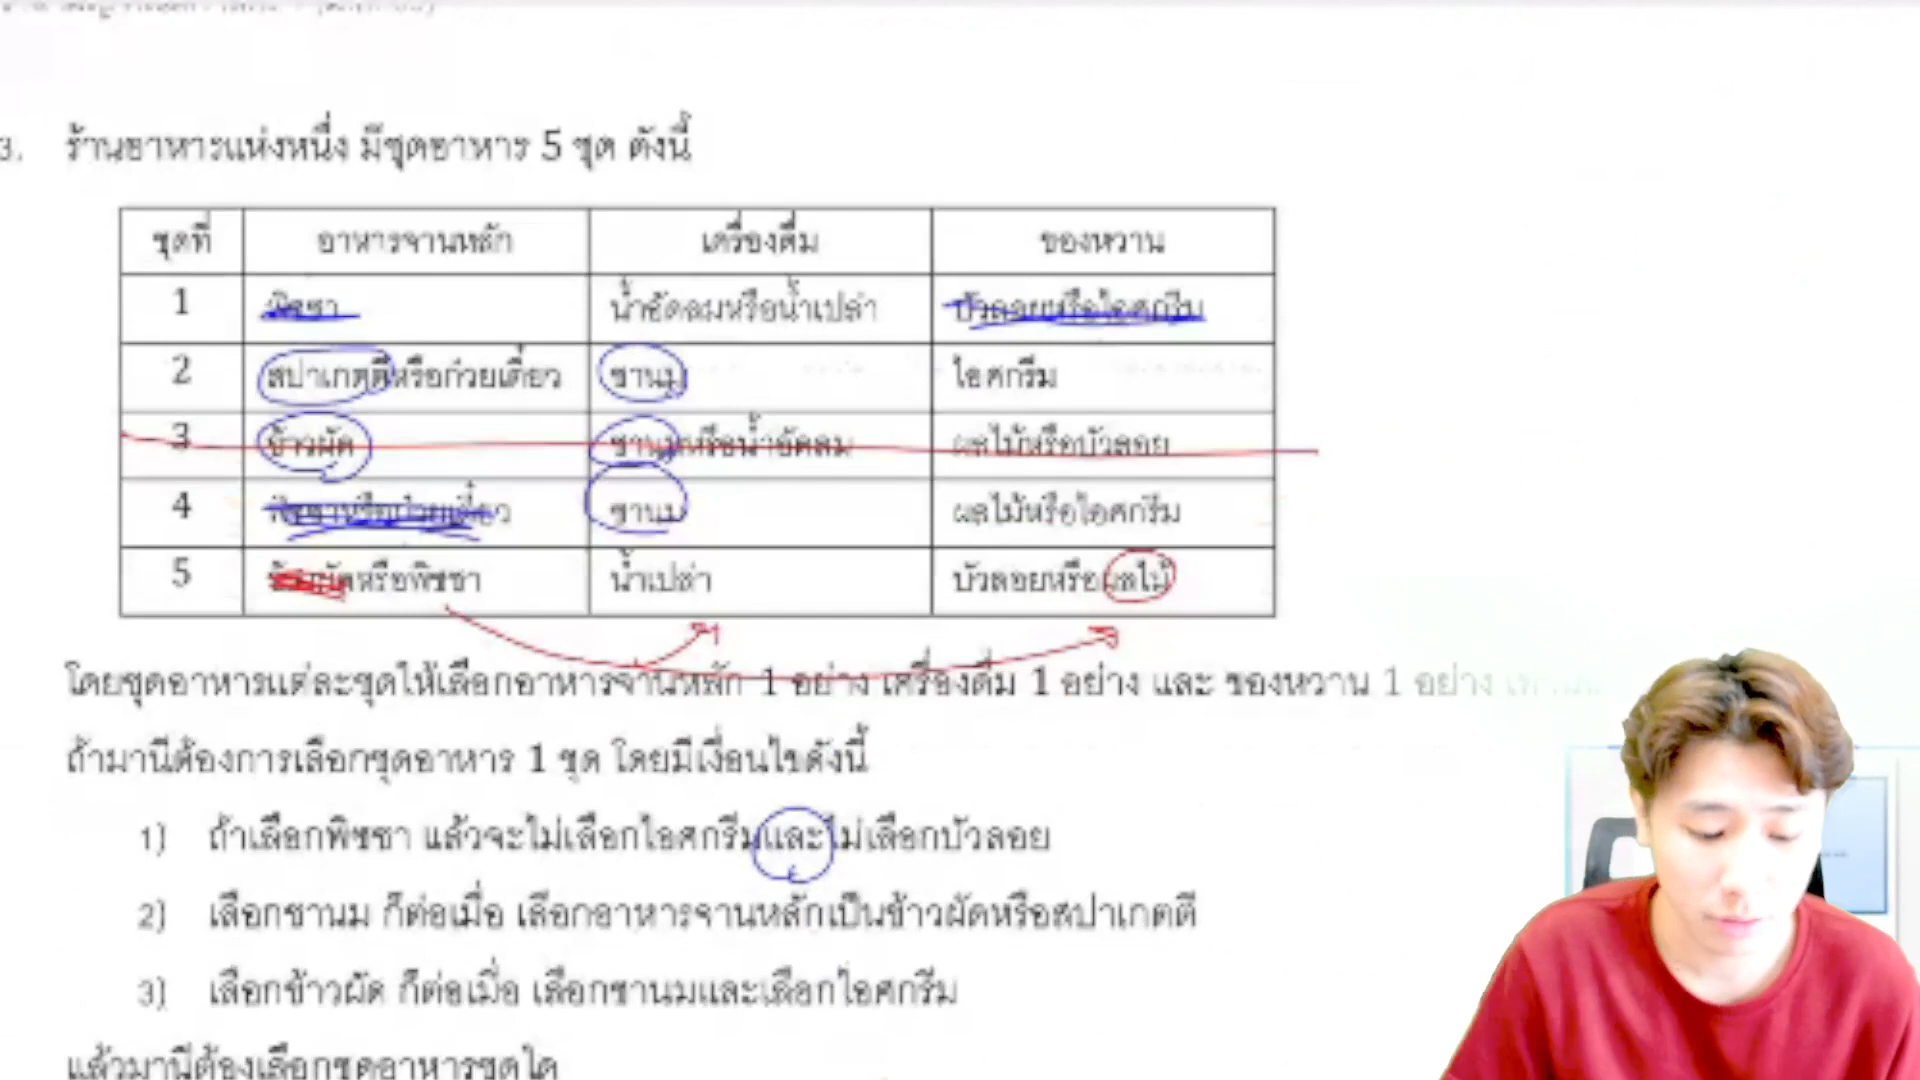 3. ร้านอาหารแห่งหนึ่ง มีชุดอาหาร 5 ชุด ดังนี้
ชุดที่ อาหารจานหลัก เครื่องดื่ม ของหวาน
1 พิซซา น้ำอัดลมหรือน้ำเปล่า บัวลอยหรือไอศกรีม
2 สปาเกตตีหรือก๋วยเตี๋ยว ชานม ไอศกรีม
3 ข้าวผัด ชานมหรือน้ำอัดลม ผลไม้หรือบัวลอย
4 พิซซาหรือก๋วยเตี๋ยว ชานม ผลไม้หรือไอศกรีม
5 ข้าวผัดหรือพิซซา น้ำเปล่า บัวลอยหรือผลไม้
โดยชุดอาหารแต่ละชุดให้เลือกอาหารจานหลัก 1 อย่าง เครื่องดื่ม 1 อย่าง และ ของหวาน 1 อย่าง
ถ้ามานีต้องการเลือกชุดอาหาร 1 ชุด โดยมีเงื่อนไขดังนี้
1) ถ้าเลือกพิซซา แล้วจะไม่เลือกไอศกรีมและไม่เลือกบัวลอย
2) เลือกชานม ก็ต่อเมื่อ เลือกอาหารจานหลักเป็นข้าวผัดหรือสปาเกตตี
3) เลือกข้าวผัด ก็ต่อเมื่อ เลือกชานมและเลือกไอศกรีม
แล้วมานีต้องเลือกชุดอาหารชุดใด